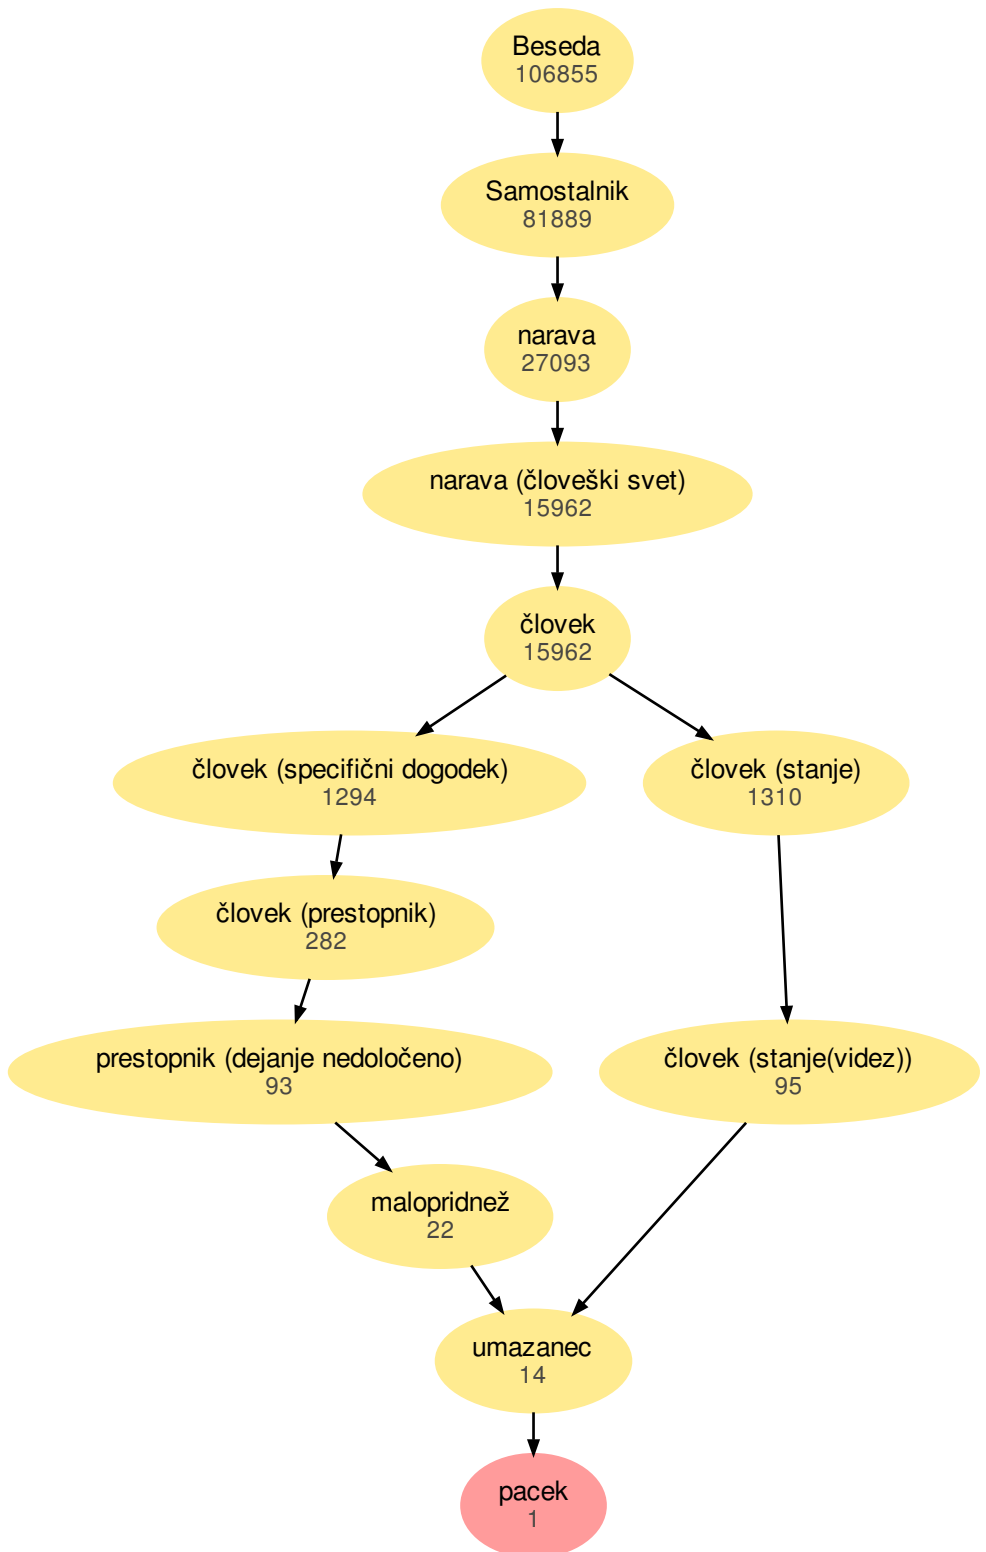 Beseda
106855
Samostalnik
81889
narava
27093
narava (človeški svet)
15962
človek
15962
človek (specifični dogodek)
1294
človek (stanje)
1310
človek (prestopnik)
282
prestopnik (dejanje nedoločeno)
93
človek (stanje(videz))
95
malopridnež
22
umazanec
14
pacek
1